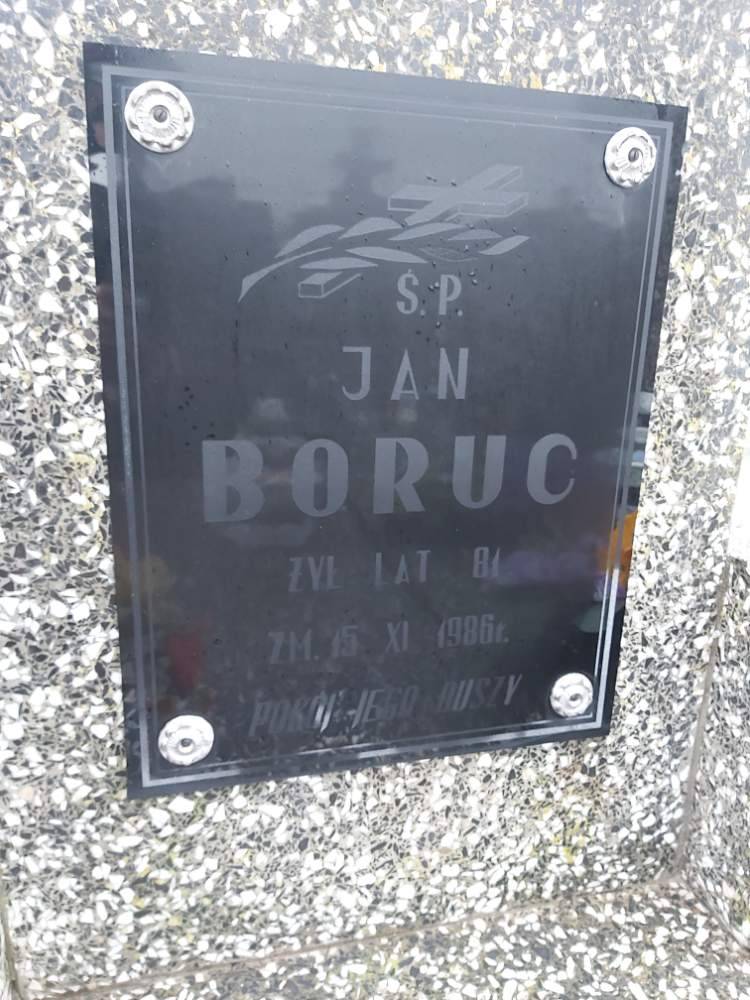 Ś.P.
JAN
BORUC
ŻYŁ LAT 81
ZM. 15 XI 1986r.
POKÓJ JEGO DUSZY